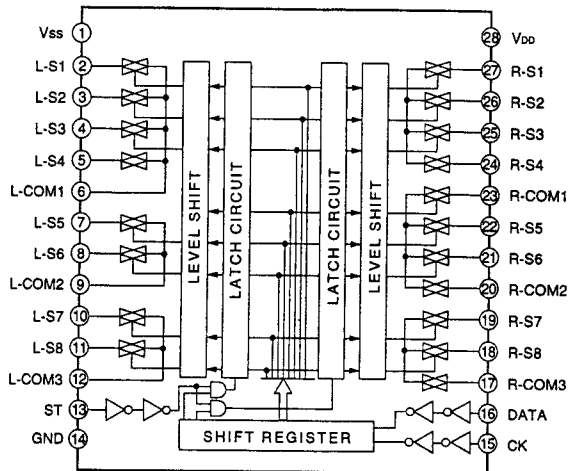 Vss 1
L-S1 2
L-S2 3
L-S3 4
L-S4 5
L-COM1 6
L-S5 7
L-S6 8
L-COM2 9
L-S7 10
L-S8 11
L-COM3 12
ST 13
GND 14
LEVEL SHIFT
LATCH CIRCUIT
LATCH CIRCUIT
LEVEL SHIFT
SHIFT REGISTER
28 VDD
27 R-S1
26 R-S2
25 R-S3
24 R-S4
23 R-COM1
22 R-S5
21 R-S6
20 R-COM2
19 R-S7
18 R-S8
17 R-COM3
16 DATA
15 CK